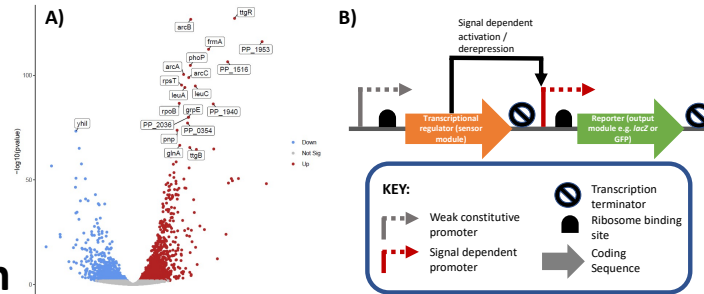 A)
ttgR
arcB
frmA
PP_1953
phoP
PP_1516
arcA
arcC
rpsT
leuC
leuA
PP_1940
rpoB
grpE
PP_2036
PP_0354
yhiI
pnp
glnA
ttgB
100
50
0
-log10(pvalue)
Down
Not Sig
Up
n
B)
Signal dependent
activation /
derepression
Transcriptional
regulator (sensor
module)
Reporter (output
module e.g. lacZ or
GFP)
KEY:
Weak constitutive
promoter
Signal dependent
promoter
Transcription
terminator
Ribosome binding
site
Coding
Sequence